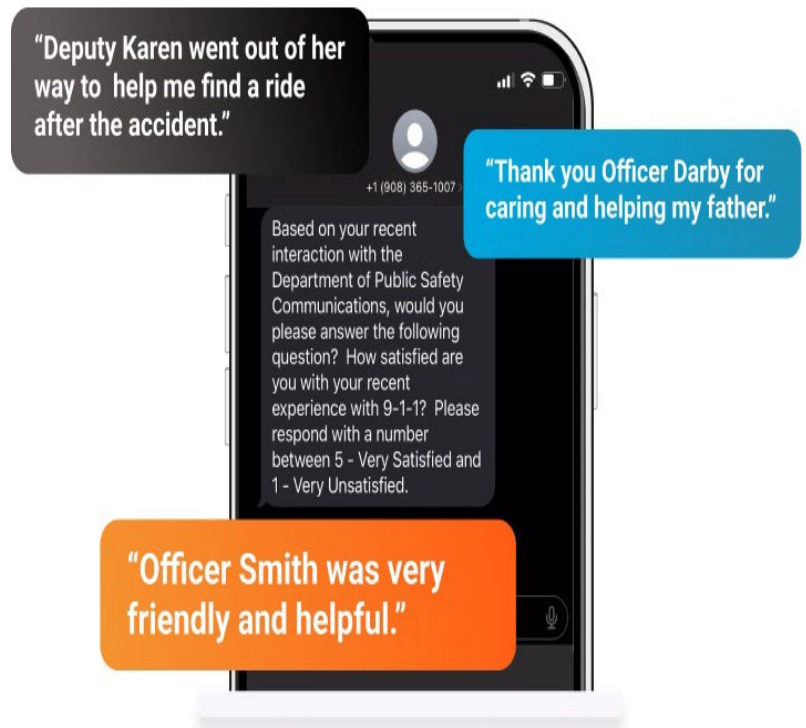 “Deputy Karen went out of her
way to help me find a ride
after the accident.”
+1 (908) 365-1007 >
“Thank you Officer Darby for
caring and helping my father.”
Based on your recent
interaction with the
Department of Public Safety
Communications, would you
please answer the following
question? How satisfied are
you with your recent
experience with 9-1-1? Please
respond with a number
between 5 - Very Satisfied and
1 - Very Unsatisfied.
“Officer Smith was very
friendly and helpful.”